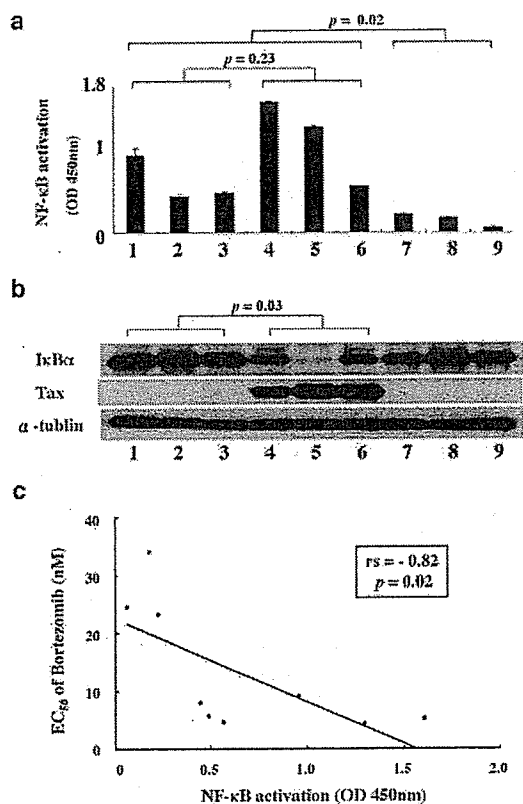 a
p = 0.02
p = 0.23
NF-κB activation
(OD 450nm)
1.8
1
0
1 2 3 4 5 6 7 8 9
b
p = 0.03
IκBα
Tax
α -tublin
1 2 3 4 5 6 7 8 9
c
EC50 of Bortezomib (nM)
40
30
20
10
0
rs = - 0.82
p = 0.02
0 0.5 1.0 1.5 2.0
NF-κB activation (OD 450nm)